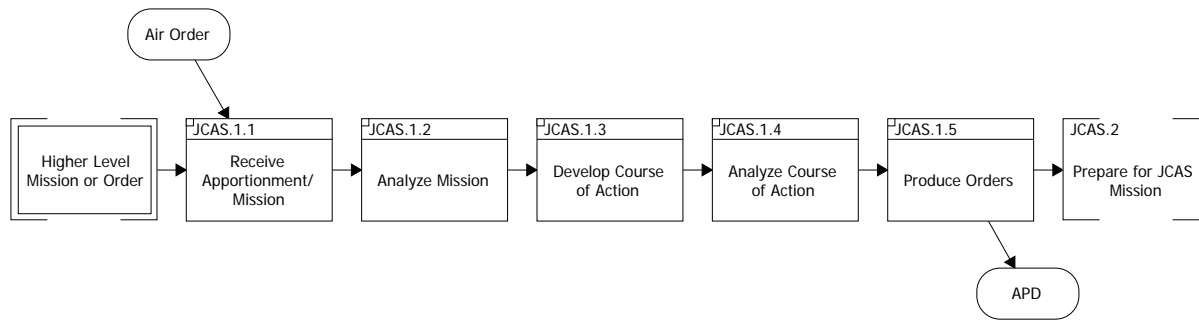 Air Order
Higher Level
Mission or Order
JCAS.1.1
Receive
Apportionment/
Mission
JCAS.1.2
Analyze Mission
JCAS.1.3
Develop Course
of Action
JCAS.1.4
Analyze Course
of Action
JCAS.1.5
Produce Orders
JCAS.2
Prepare for JCAS
Mission
APD